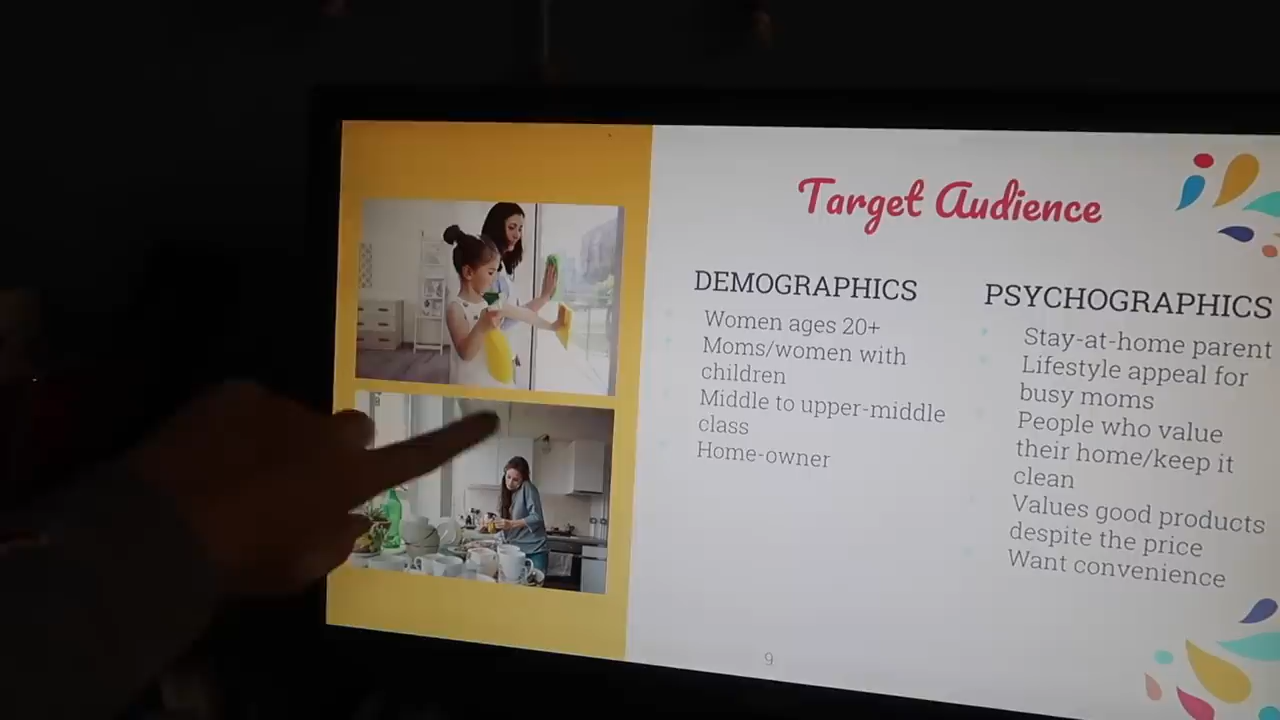 Target Audience
DEMOGRAPHICS
Women ages 20+
Moms/women with
children
Middle to upper-middle
class
Home-owner
PSYCHOGRAPHICS
Stay-at-home parent
Lifestyle appeal for
busy moms
People who value
their home/keep it
clean
Values good products
despite the price
Want convenience
9